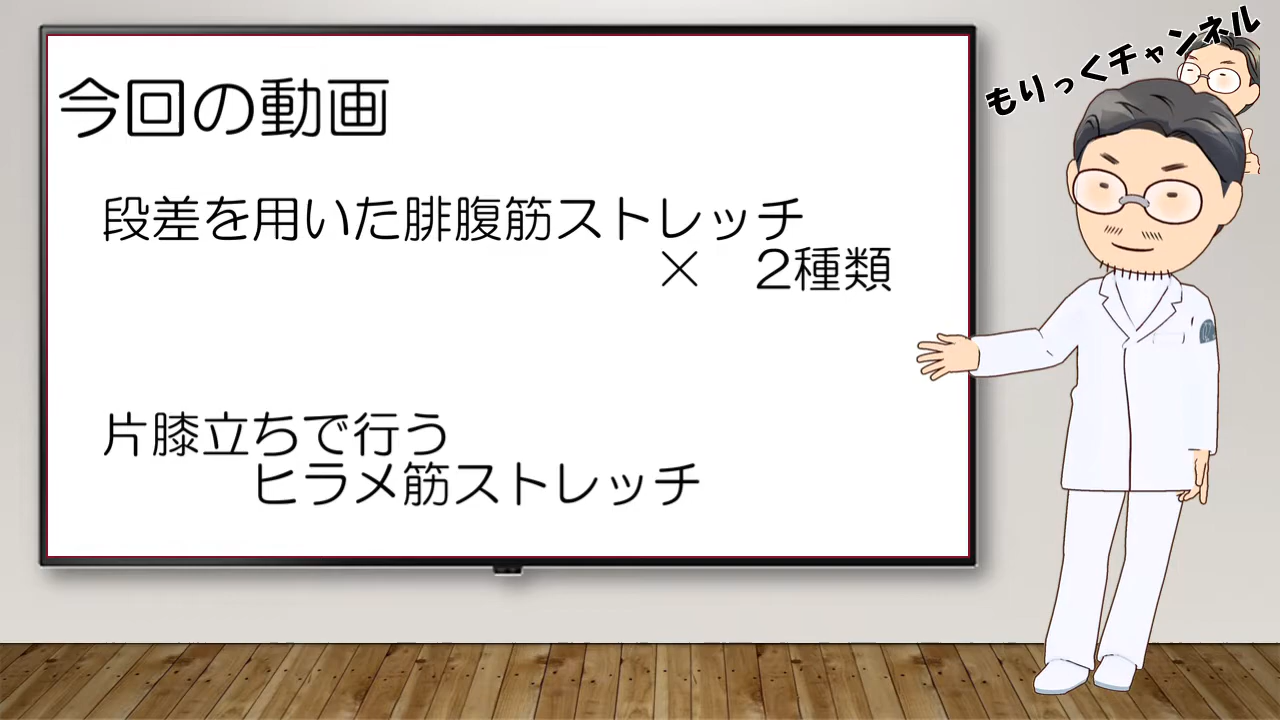 今回の動画
段差を用いた腓腹筋ストレッチ
×　2種類
片膝立ちで行う
ヒラメ筋ストレッチ
もりっくチャンネル